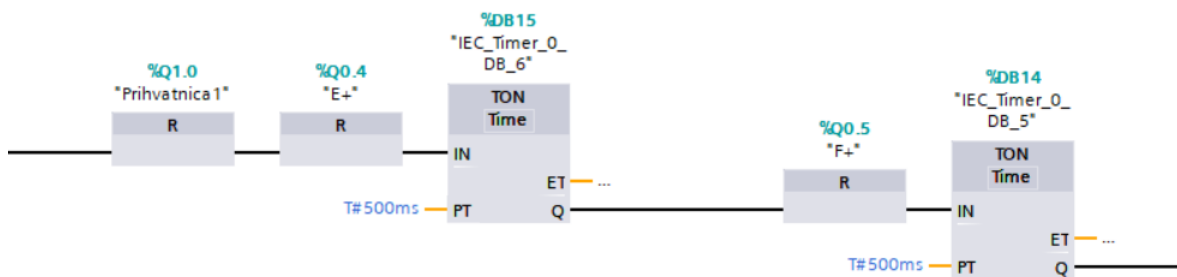 %Q1.0
"Prihvatnica1"
R
%Q0.4
"E+"
R
%DB15
"IEC_Timer_0_
DB_6"
TON
Time
IN
ET
...
T#500ms
PT
Q
%Q0.5
"F+"
R
%DB14
"IEC_Timer_0_
DB_5"
TON
Time
IN
ET
...
T#500ms
PT
Q